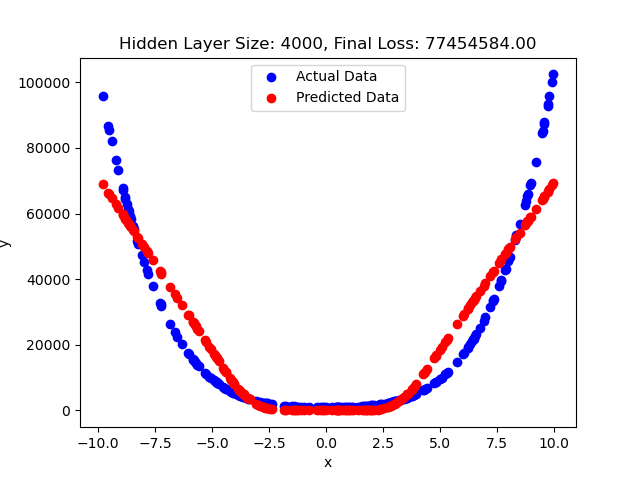 Hidden Layer Size: 4000, Final Loss: 77454584.00
Actual Data
Predicted Data
100000
80000
60000
40000
20000
0
y
-10.0 -7.5 -5.0 -2.5 0.0 2.5 5.0 7.5 10.0
x